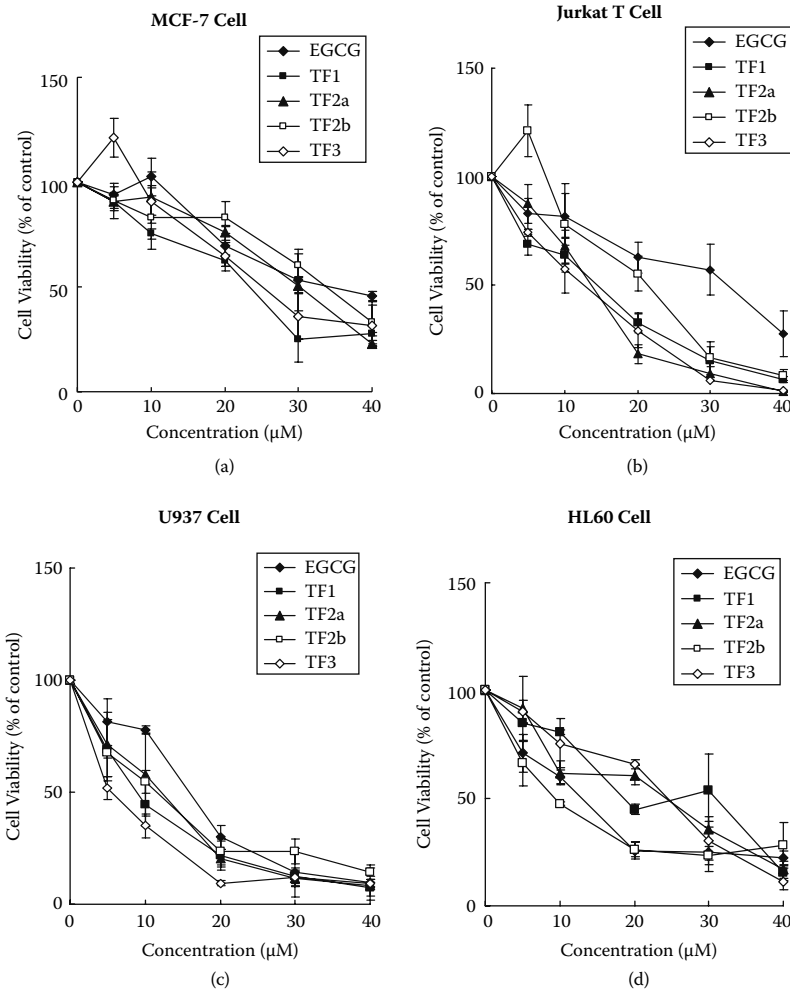 MCF-7 Cell
EGCG
TF1
TF2a
TF2b
TF3
150
100
50
0
Cell Viability (% of control)
0 10 20 30 40
Concentration (μM)
(a)
Jurkat T Cell
EGCG
TF1
TF2a
TF2b
TF3
150
100
50
0
Cell Viability (% of control)
0 10 20 30 40
Concentration (μM)
(b)
U937 Cell
EGCG
TF1
TF2a
TF2b
TF3
150
100
50
0
Cell Viability (% of control)
0 10 20 30 40
Concentration (μM)
(c)
HL60 Cell
EGCG
TF1
TF2a
TF2b
TF3
150
100
50
0
Cell Viability (% of control)
0 10 20 30 40
Concentration (μM)
(d)